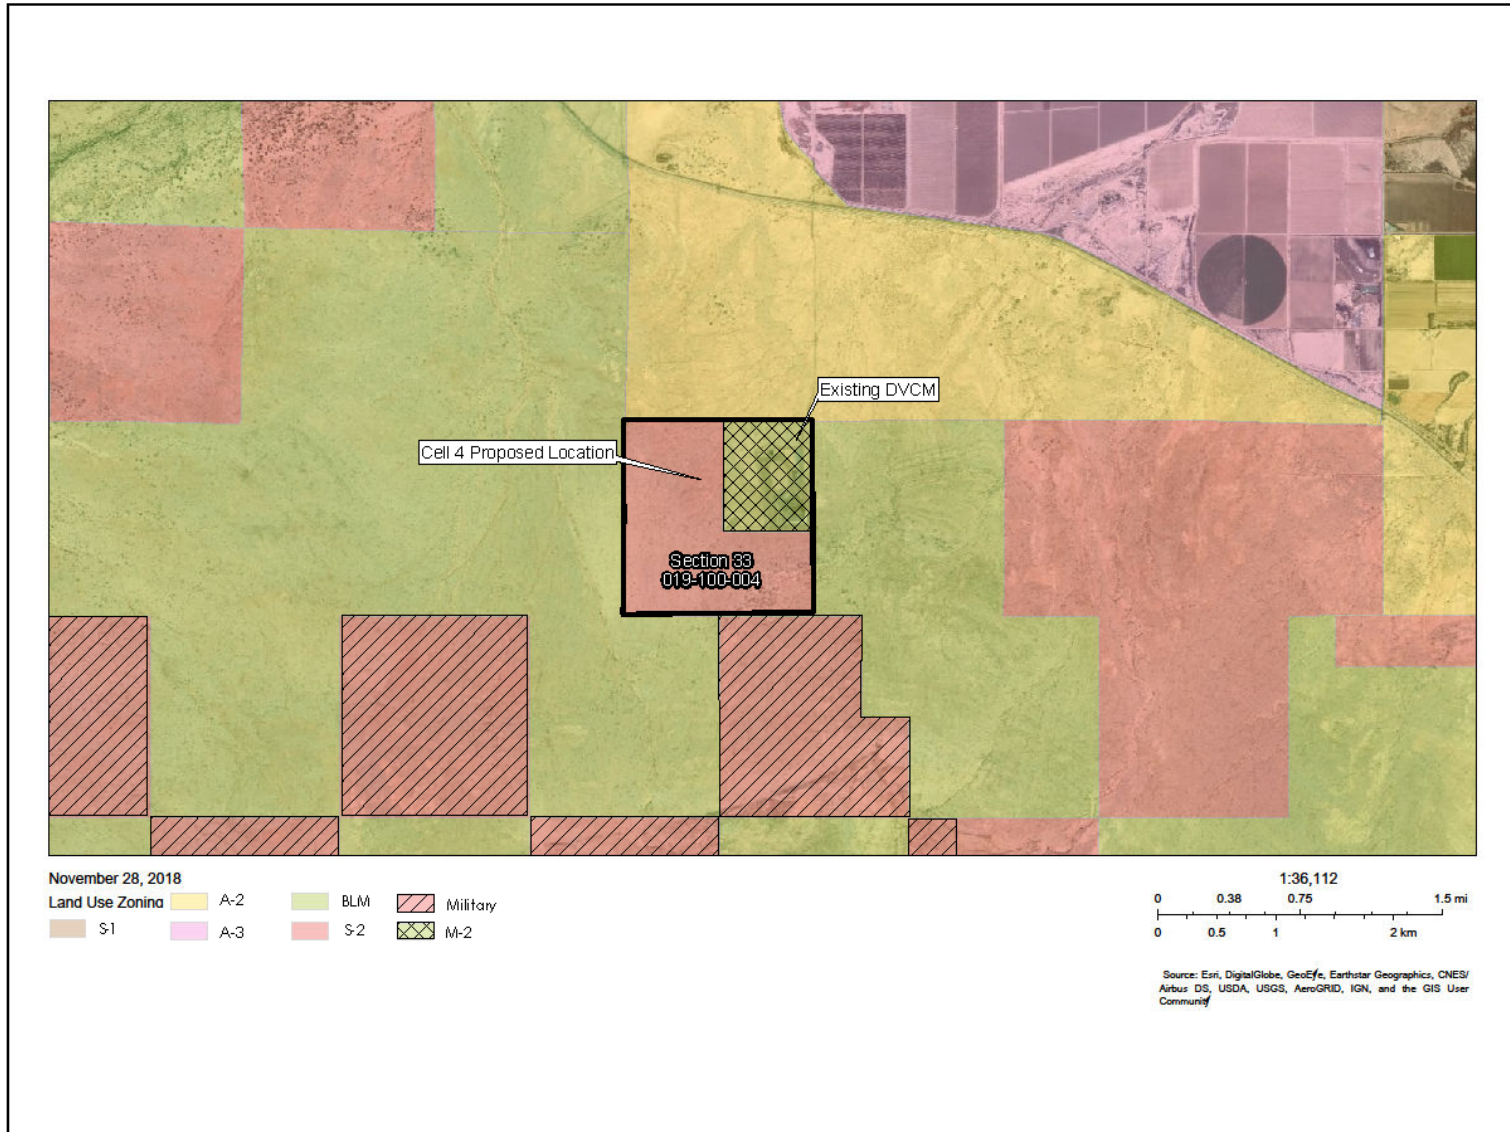 Existing DVCM
Cell 4 Proposed Location
Section 33
019-100-004
November 28, 2018
Land Use Zoning
A-2
BLM
Military
S-1
A-3
S-2
M-2
1:36,112
0 0.38 0.75 1.5 mi
0 0.5 1 2 km
Source: Esri, DigitalGlobe, GeoEye, Earthstar Geographics, CNES/
Airbus DS, USDA, USGS, AeroGRID, IGN, and the GIS User
Community